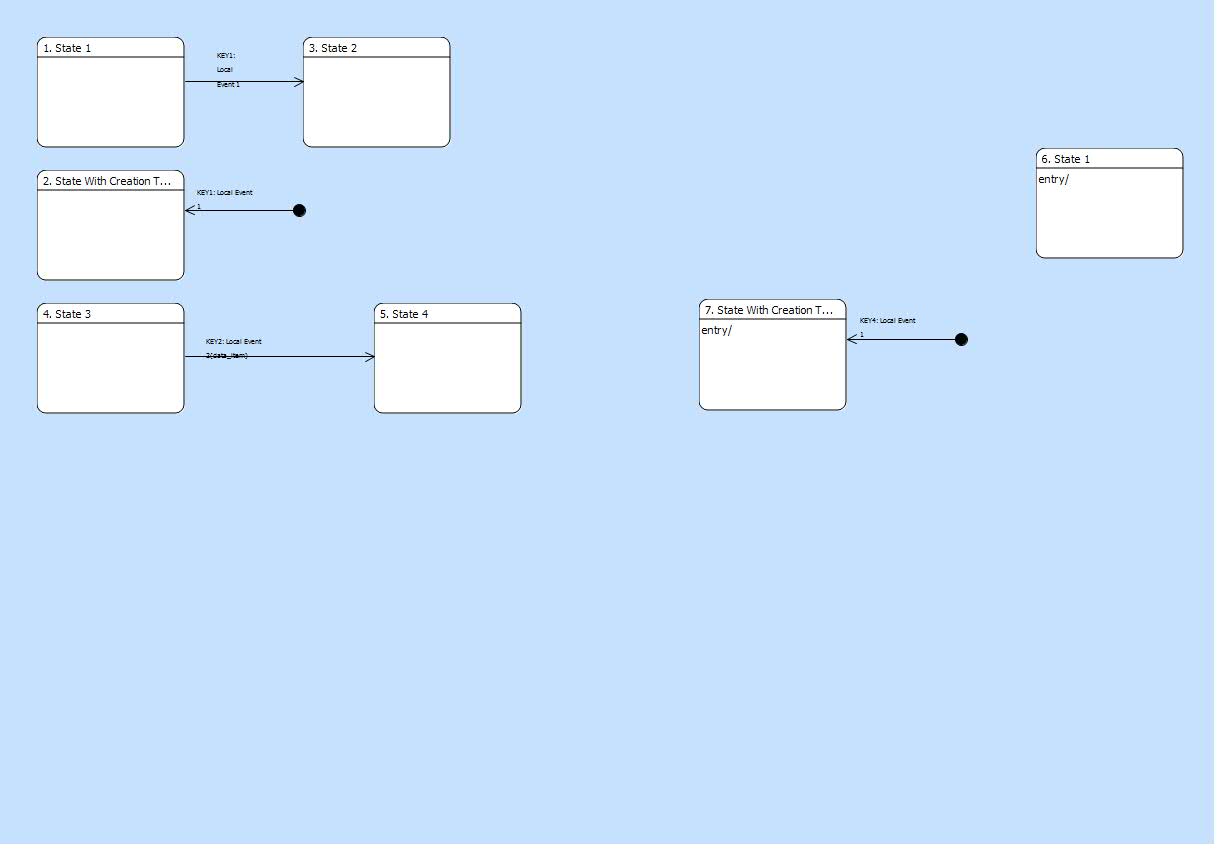 1. State 1
KEY1:
Local
Event 1
3. State 2
2. State With Creation T...
KEY1: Local Event
1
6. State 1
entry/
4. State 3
KEY2: Local Event
2(data_item)
5. State 4
7. State With Creation T...
entry/
KEY4: Local Event
1